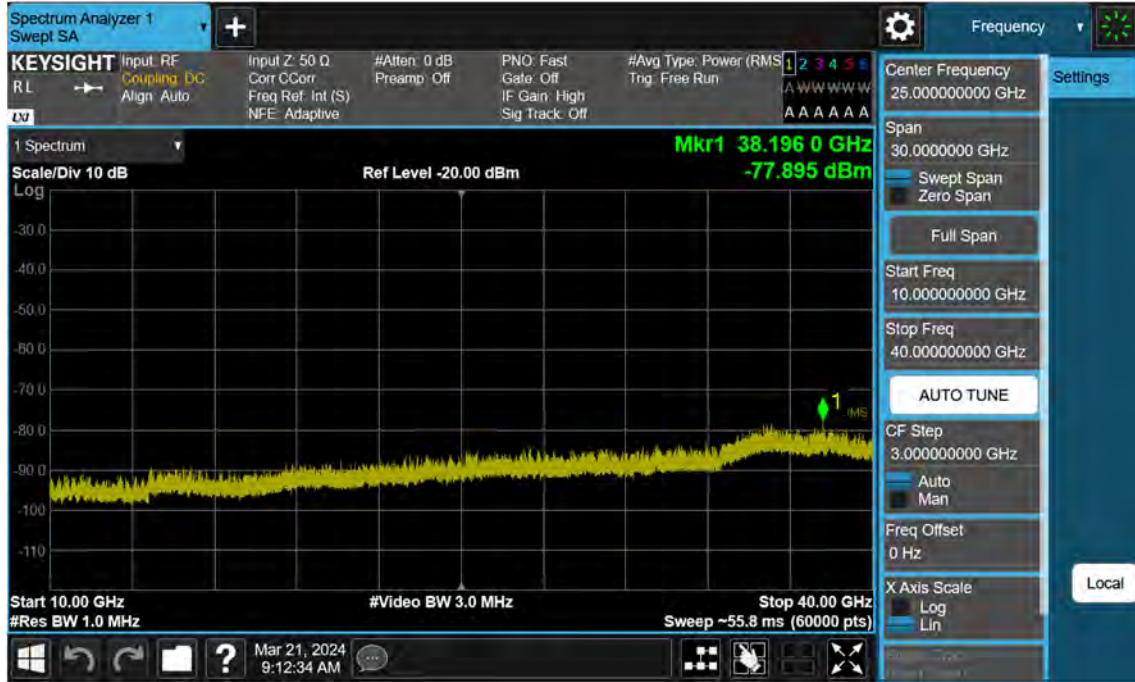 Spectrum Analyzer 1
Swept SA
+
Frequency
KEYSIGHT
R L
LXI
Input: RF
Coupling: DC
Align: Auto
Input Z: 50 Ω
Corr CCorr
Freq Ref: Int (S)
NFE: Adaptive
#Atten: 0 dB
Preamp: Off
PNO: Fast
Gate: Off
IF Gain: High
Sig Track: Off
#Avg Type: Power (RMS
Trig: Free Run
1 2 3 4 5 6
A W W W W W
A A A A A A
1 Spectrum
Scale/Div 10 dB
Ref Level -20.00 dBm
Mkr1 38.196 0 GHz
-77.895 dBm
Log
-30.0
-40.0
-50.0
-60.0
-70.0
-80.0
-90.0
-100
-110
1
Start 10.00 GHz
#Video BW 3.0 MHz
Stop 40.00 GHz
#Res BW 1.0 MHz
Sweep ~55.8 ms (60000 pts)
?
Mar 21, 2024
9:12:34 AM
Center Frequency
25.000000000 GHz
Span
30.0000000 GHz
Swept Span
Zero Span
Full Span
Start Freq
10.000000000 GHz
Stop Freq
40.000000000 GHz
AUTO TUNE
CF Step
3.000000000 GHz
Auto
Man
Freq Offset
0 Hz
X Axis Scale
Log
Lin
Settings
Local